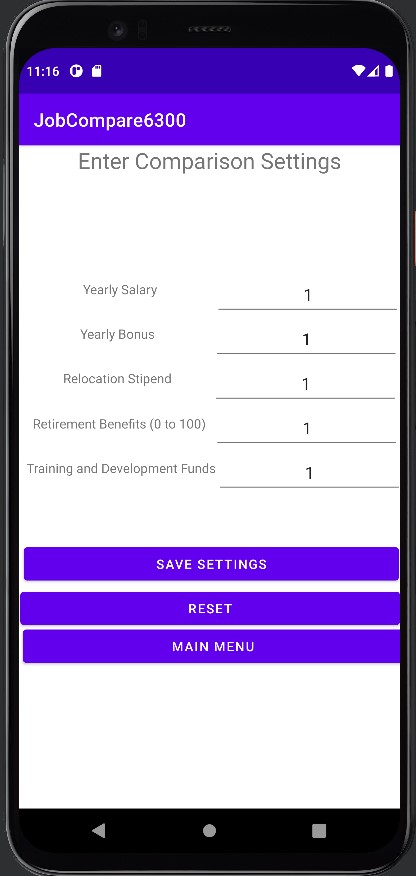 11:16
JobCompare6300
Enter Comparison Settings
Yearly Salary 1
Yearly Bonus 1
Relocation Stipend 1
Retirement Benefits (0 to 100) 1
Training and Development Funds 1
SAVE SETTINGS
RESET
MAIN MENU